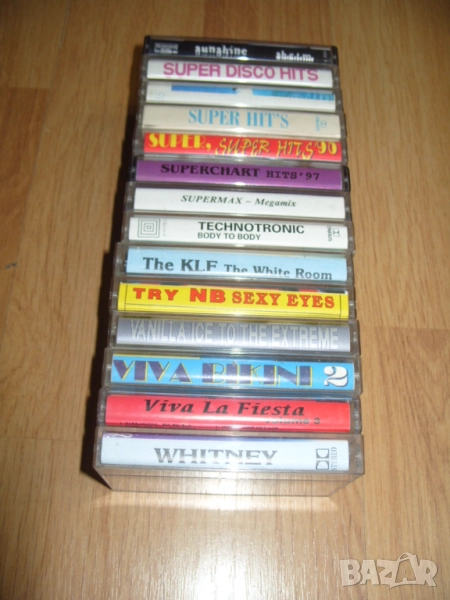 sunshine
SUPER DISCO HITS
SUPER HIT'S
SUPER, SUPER HITS 96
SUPERCHART HITS'97
SUPERMAX - Megamix
TECHNOTRONIC
BODY TO BODY
The KLF The White Room
TRY NB SEXY EYES
VANILLA ICE TO THE EXTREME
VIVA BIKINI 2
Viva La Fiesta
WHITNEY
BAZAR